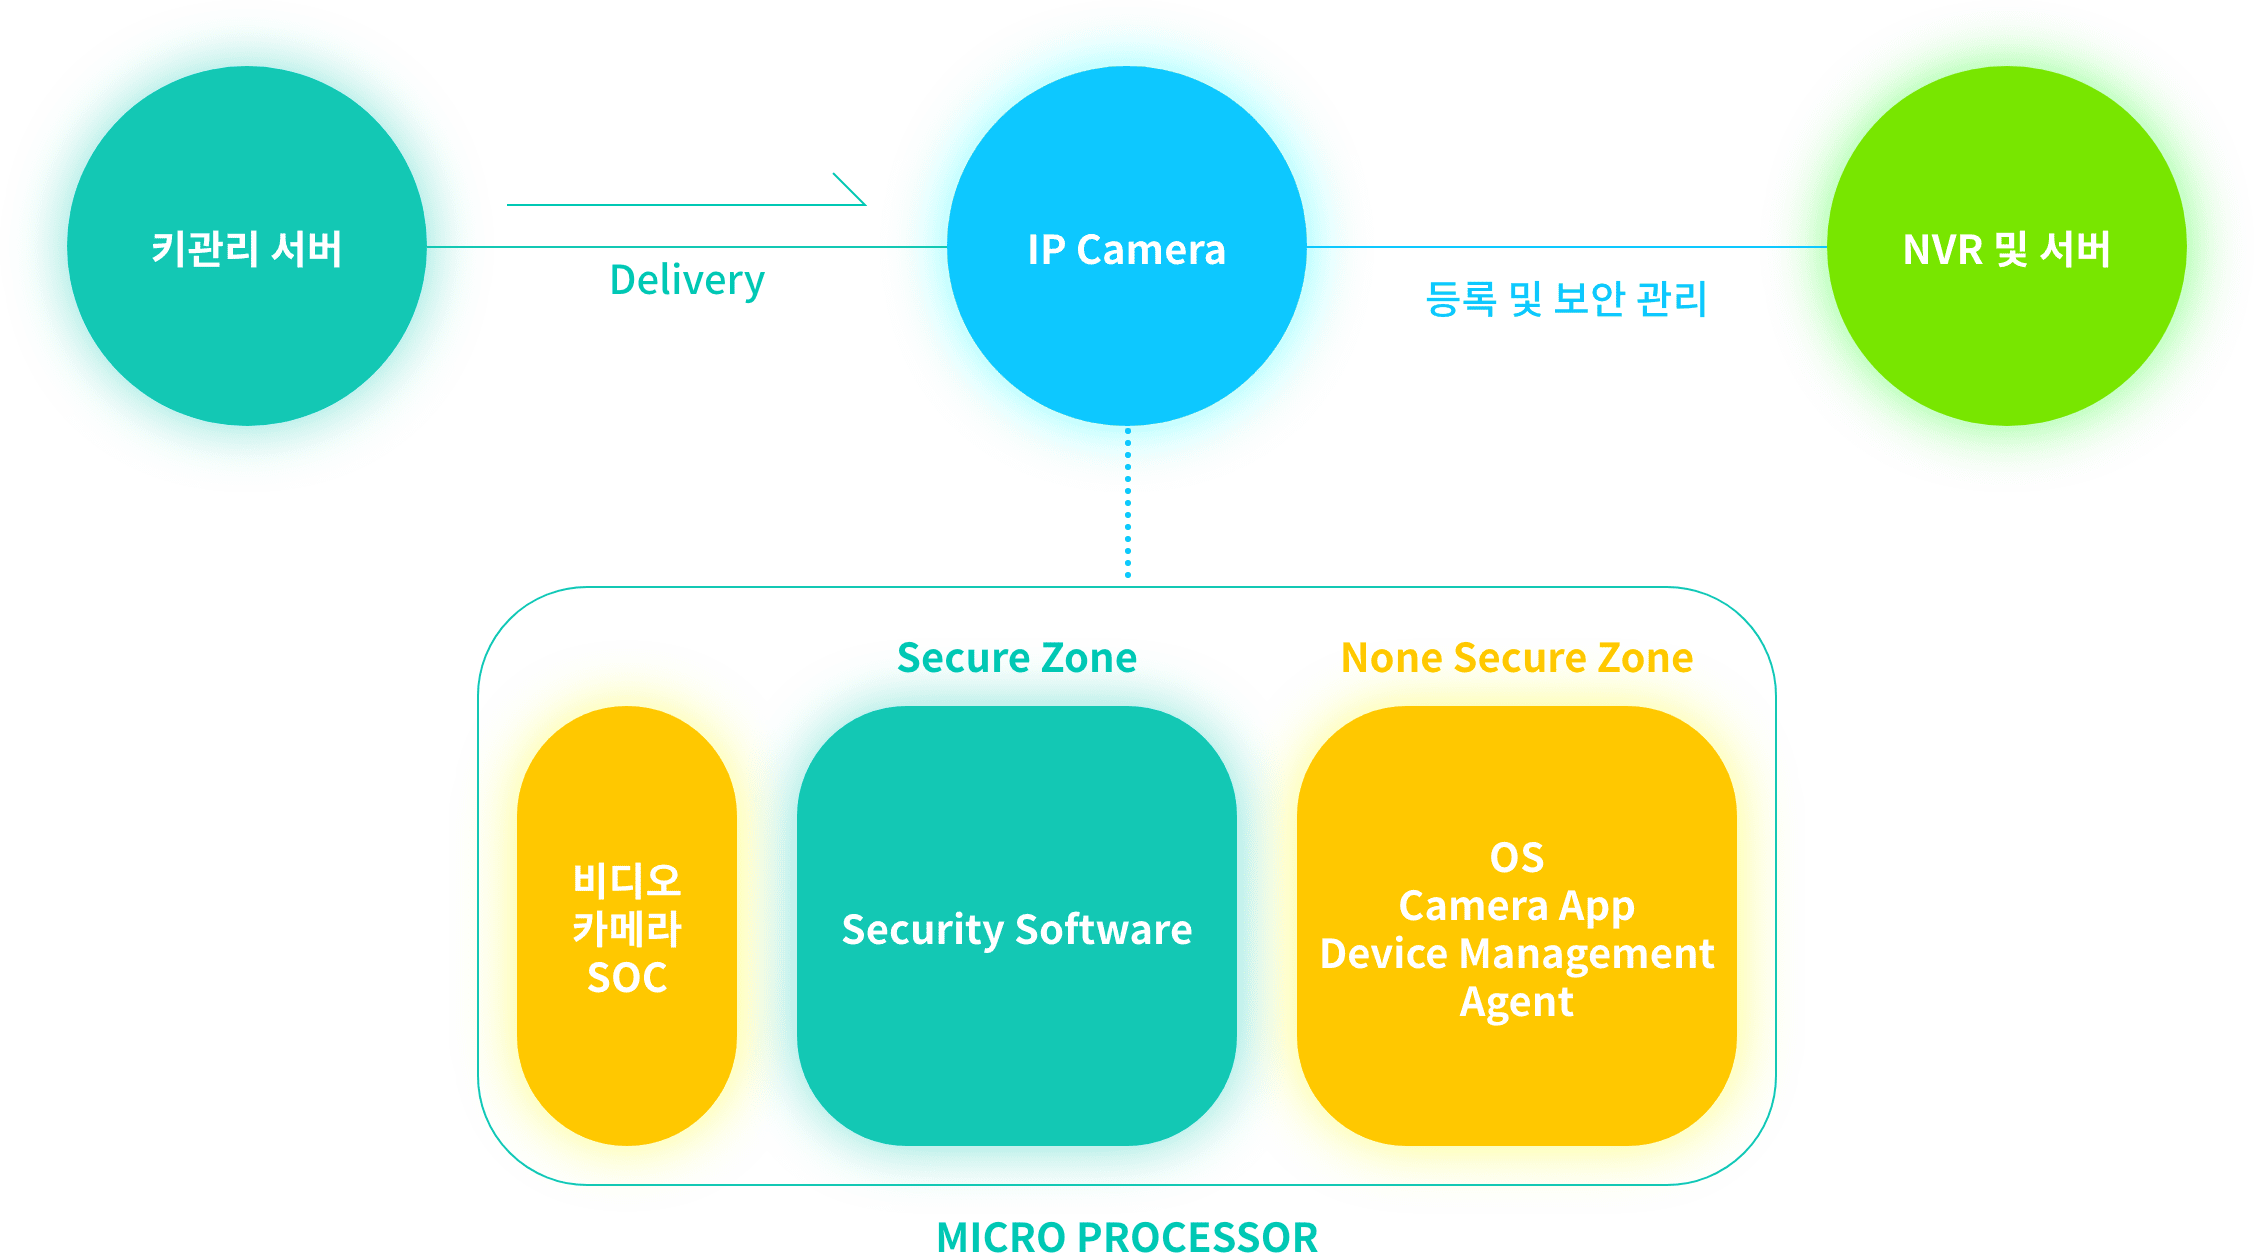 키관리 서버
Delivery
IP Camera
등록 및 보안 관리
NVR 및 서버
Secure Zone
None Secure Zone
비디오
카메라
SOC
Security Software
OS
Camera App
Device Management
Agent
MICRO PROCESSOR